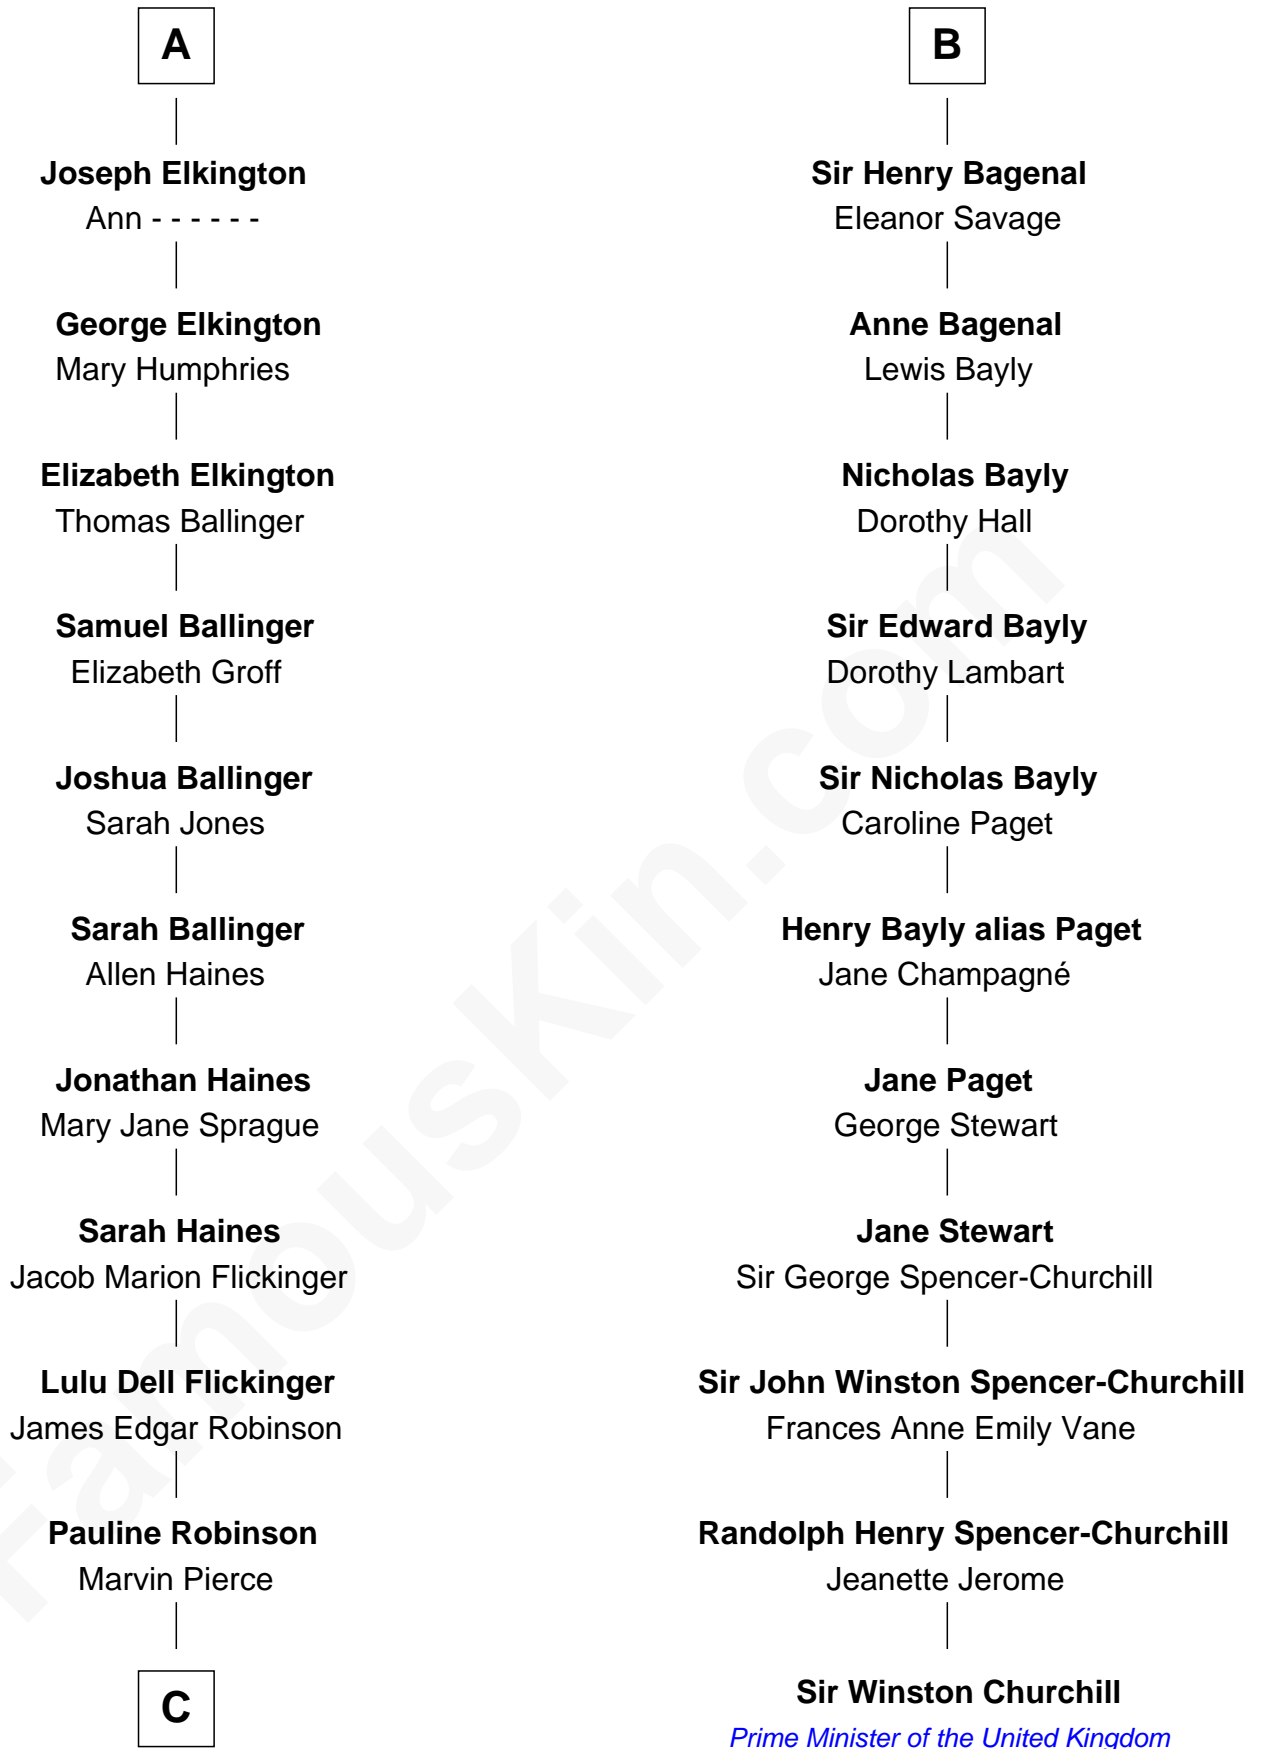 A
Joseph Elkington
Ann - - - - - -
George Elkington
Mary Humphries
Elizabeth Elkington
Thomas Ballinger
Samuel Ballinger
Elizabeth Groff
Joshua Ballinger
Sarah Jones
Sarah Ballinger
Allen Haines
Jonathan Haines
Mary Jane Sprague
Sarah Haines
Jacob Marion Flickinger
Lulu Dell Flickinger
James Edgar Robinson
Pauline Robinson
Marvin Pierce
C
B
Sir Henry Bagenal
Eleanor Savage
Anne Bagenal
Lewis Bayly
Nicholas Bayly
Dorothy Hall
Sir Edward Bayly
Dorothy Lambart
Sir Nicholas Bayly
Caroline Paget
Henry Bayly alias Paget
Jane Champagné
Jane Paget
George Stewart
Jane Stewart
Sir George Spencer-Churchill
Sir John Winston Spencer-Churchill
Frances Anne Emily Vane
Randolph Henry Spencer-Churchill
Jeanette Jerome
Sir Winston Churchill
Prime Minister of the United Kingdom
FamousKin.com